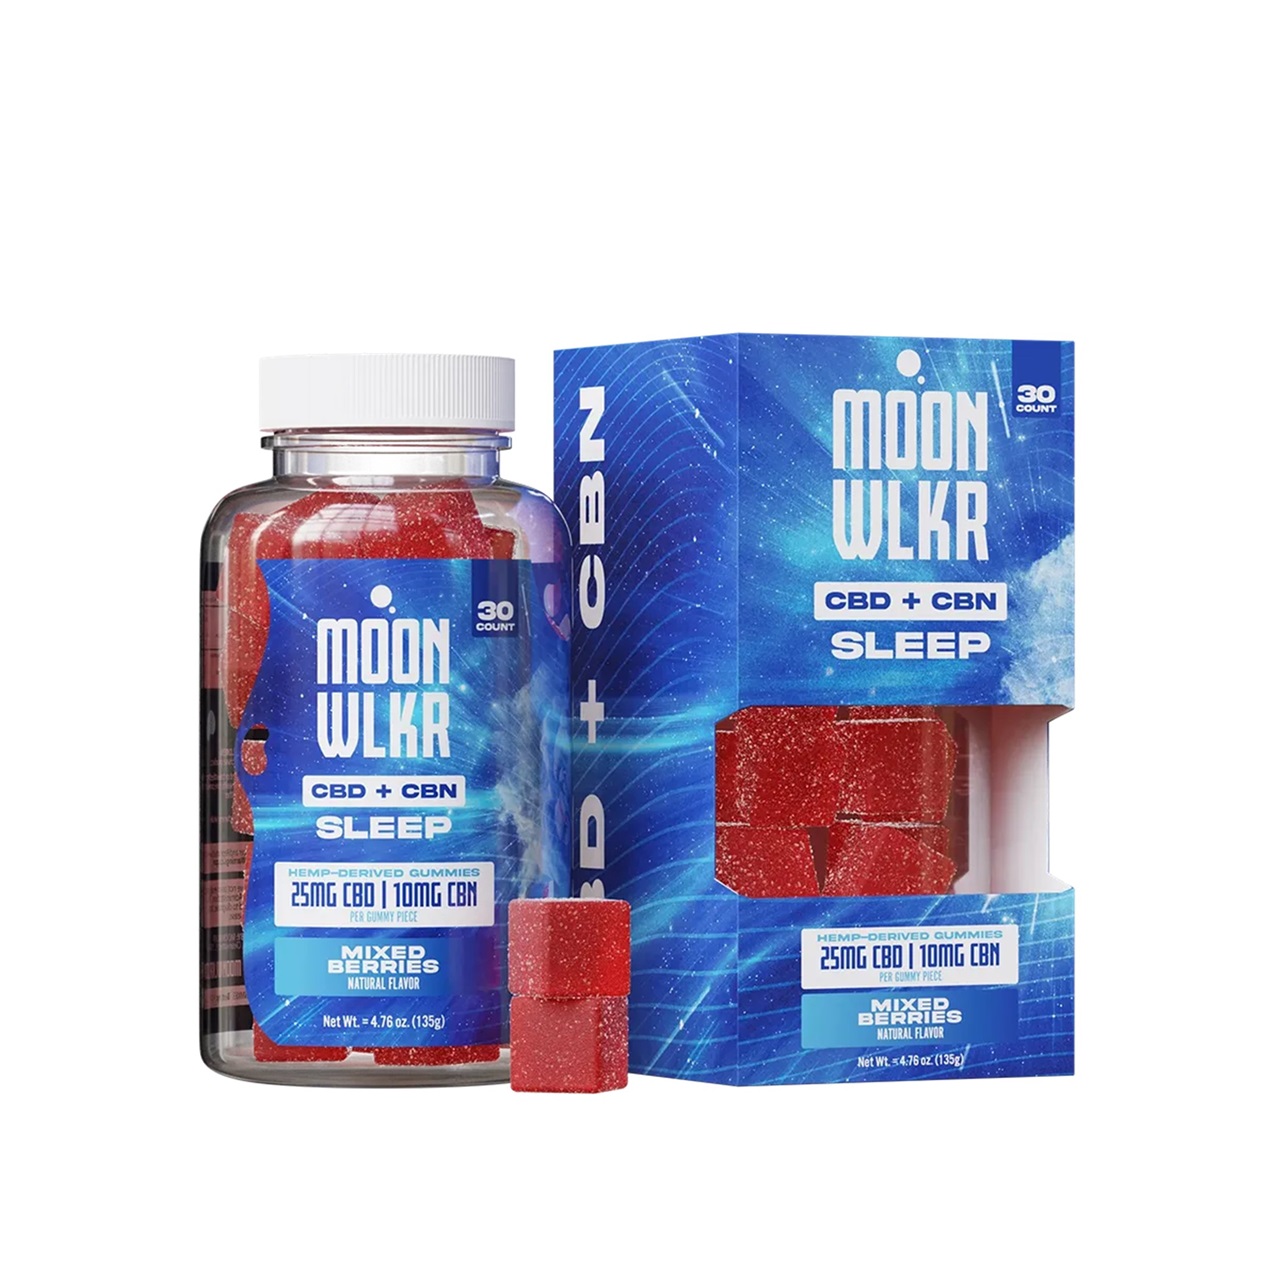 30
COUNT
MOON
WLKR
CBD + CBN
SLEEP
HEMP-DERIVED GUMMIES
25MG CBD | 10MG CBN
PER GUMMY PIECE
MIXED
BERRIES
NATURAL FLAVOR
Net Wt. = 4.76 oz. (135g)
BD + CBN
30
COUNT
MOON
WLKR
CBD + CBN
SLEEP
HEMP-DERIVED GUMMIES
25MG CBD | 10MG CBN
PER GUMMY PIECE
MIXED
BERRIES
NATURAL FLAVOR
Net Wt. = 4.76 oz. (135g)